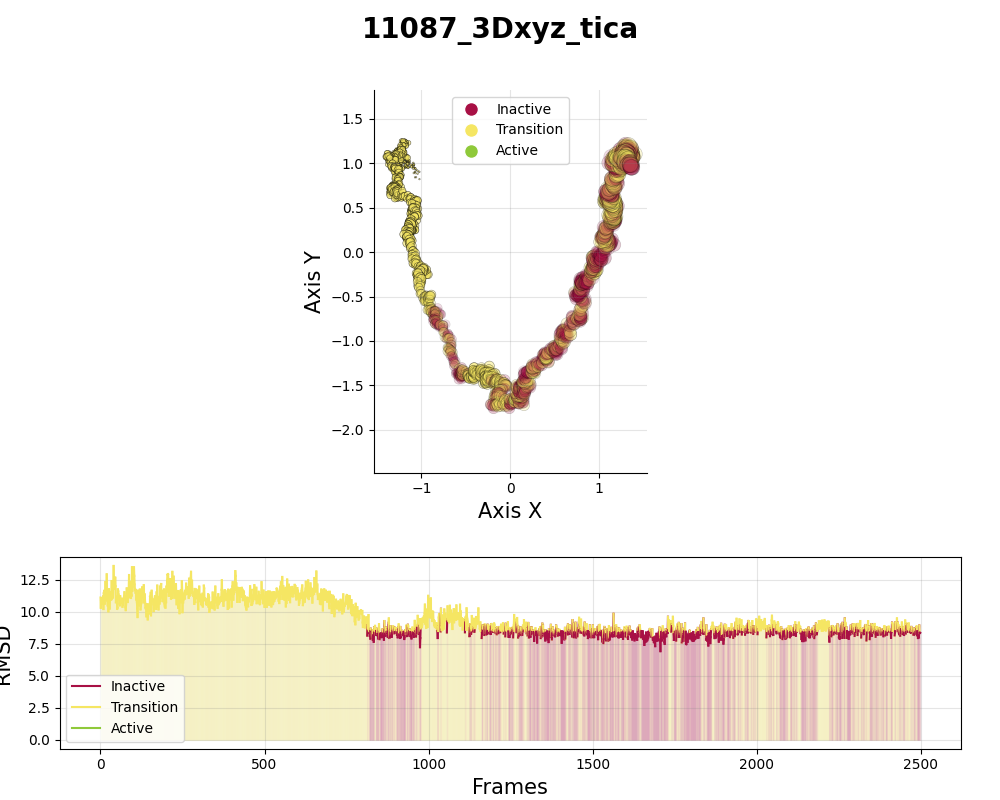 11087_3Dxyz_tica
Inactive
Transition
Active
1.5
1.0
0.5
0.0
−0.5
−1.0
−1.5
−2.0
Axis Y
−1 0 1
Axis X
12.5
10.0
7.5
5.0
2.5
0.0
RMSD
Inactive
Transition
Active
0 500 1000 1500 2000 2500
Frames